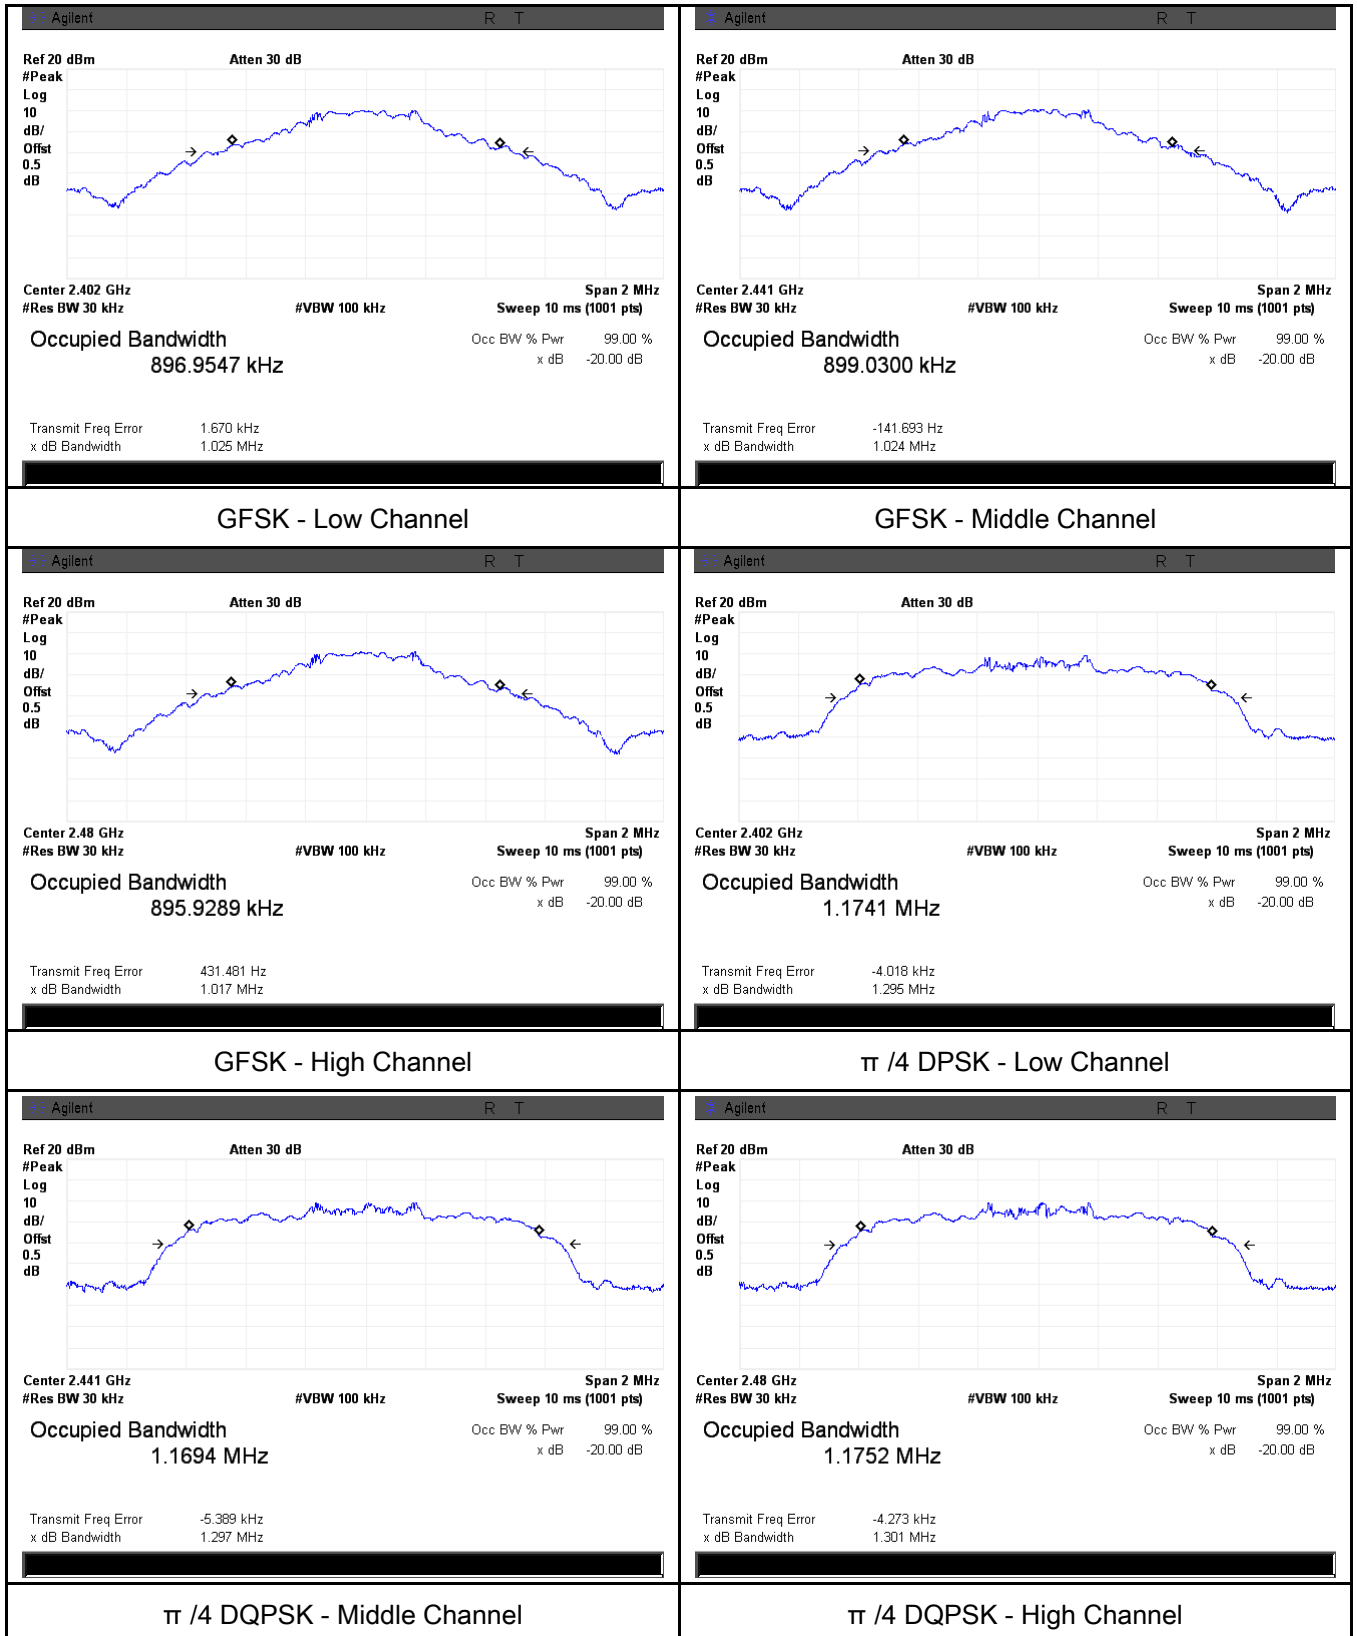 Agilent R T
Ref 20 dBm Atten 30 dB
#Peak
Log
10
dB/
Offst
0.5
dB
Center 2.402 GHz Span 2 MHz
#Res BW 30 kHz #VBW 100 kHz Sweep 10 ms (1001 pts)
Occupied Bandwidth Occ BW % Pwr 99.00 %
896.9547 kHz x dB -20.00 dB
Transmit Freq Error 1.670 kHz
x dB Bandwidth 1.025 MHz
GFSK - Low Channel
Agilent R T
Ref 20 dBm Atten 30 dB
#Peak
Log
10
dB/
Offst
0.5
dB
Center 2.441 GHz Span 2 MHz
#Res BW 30 kHz #VBW 100 kHz Sweep 10 ms (1001 pts)
Occupied Bandwidth Occ BW % Pwr 99.00 %
899.0300 kHz x dB -20.00 dB
Transmit Freq Error -141.693 Hz
x dB Bandwidth 1.024 MHz
GFSK - Middle Channel
Agilent R T
Ref 20 dBm Atten 30 dB
#Peak
Log
10
dB/
Offst
0.5
dB
Center 2.48 GHz Span 2 MHz
#Res BW 30 kHz #VBW 100 kHz Sweep 10 ms (1001 pts)
Occupied Bandwidth Occ BW % Pwr 99.00 %
895.9289 kHz x dB -20.00 dB
Transmit Freq Error 431.481 Hz
x dB Bandwidth 1.017 MHz
GFSK - High Channel
Agilent R T
Ref 20 dBm Atten 30 dB
#Peak
Log
10
dB/
Offst
0.5
dB
Center 2.402 GHz Span 2 MHz
#Res BW 30 kHz #VBW 100 kHz Sweep 10 ms (1001 pts)
Occupied Bandwidth Occ BW % Pwr 99.00 %
1.1741 MHz x dB -20.00 dB
Transmit Freq Error -4.018 kHz
x dB Bandwidth 1.295 MHz
π /4 DPSK - Low Channel
Agilent R T
Ref 20 dBm Atten 30 dB
#Peak
Log
10
dB/
Offst
0.5
dB
Center 2.441 GHz Span 2 MHz
#Res BW 30 kHz #VBW 100 kHz Sweep 10 ms (1001 pts)
Occupied Bandwidth Occ BW % Pwr 99.00 %
1.1694 MHz x dB -20.00 dB
Transmit Freq Error -5.389 kHz
x dB Bandwidth 1.297 MHz
π /4 DQPSK - Middle Channel
Agilent R T
Ref 20 dBm Atten 30 dB
#Peak
Log
10
dB/
Offst
0.5
dB
Center 2.48 GHz Span 2 MHz
#Res BW 30 kHz #VBW 100 kHz Sweep 10 ms (1001 pts)
Occupied Bandwidth Occ BW % Pwr 99.00 %
1.1752 MHz x dB -20.00 dB
Transmit Freq Error -4.273 kHz
x dB Bandwidth 1.301 MHz
π /4 DQPSK - High Channel